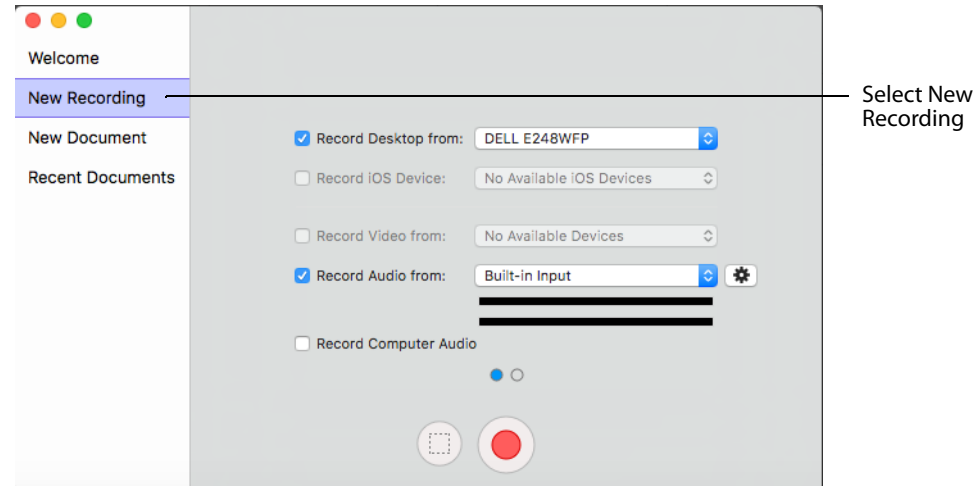 Welcome
New Recording
New Document
Recent Documents
Record Desktop from: DELL E248WFP
Record iOS Device: No Available iOS Devices
Record Video from: No Available Devices
Record Audio from: Built-in Input
Record Computer Audio
Select New
Recording